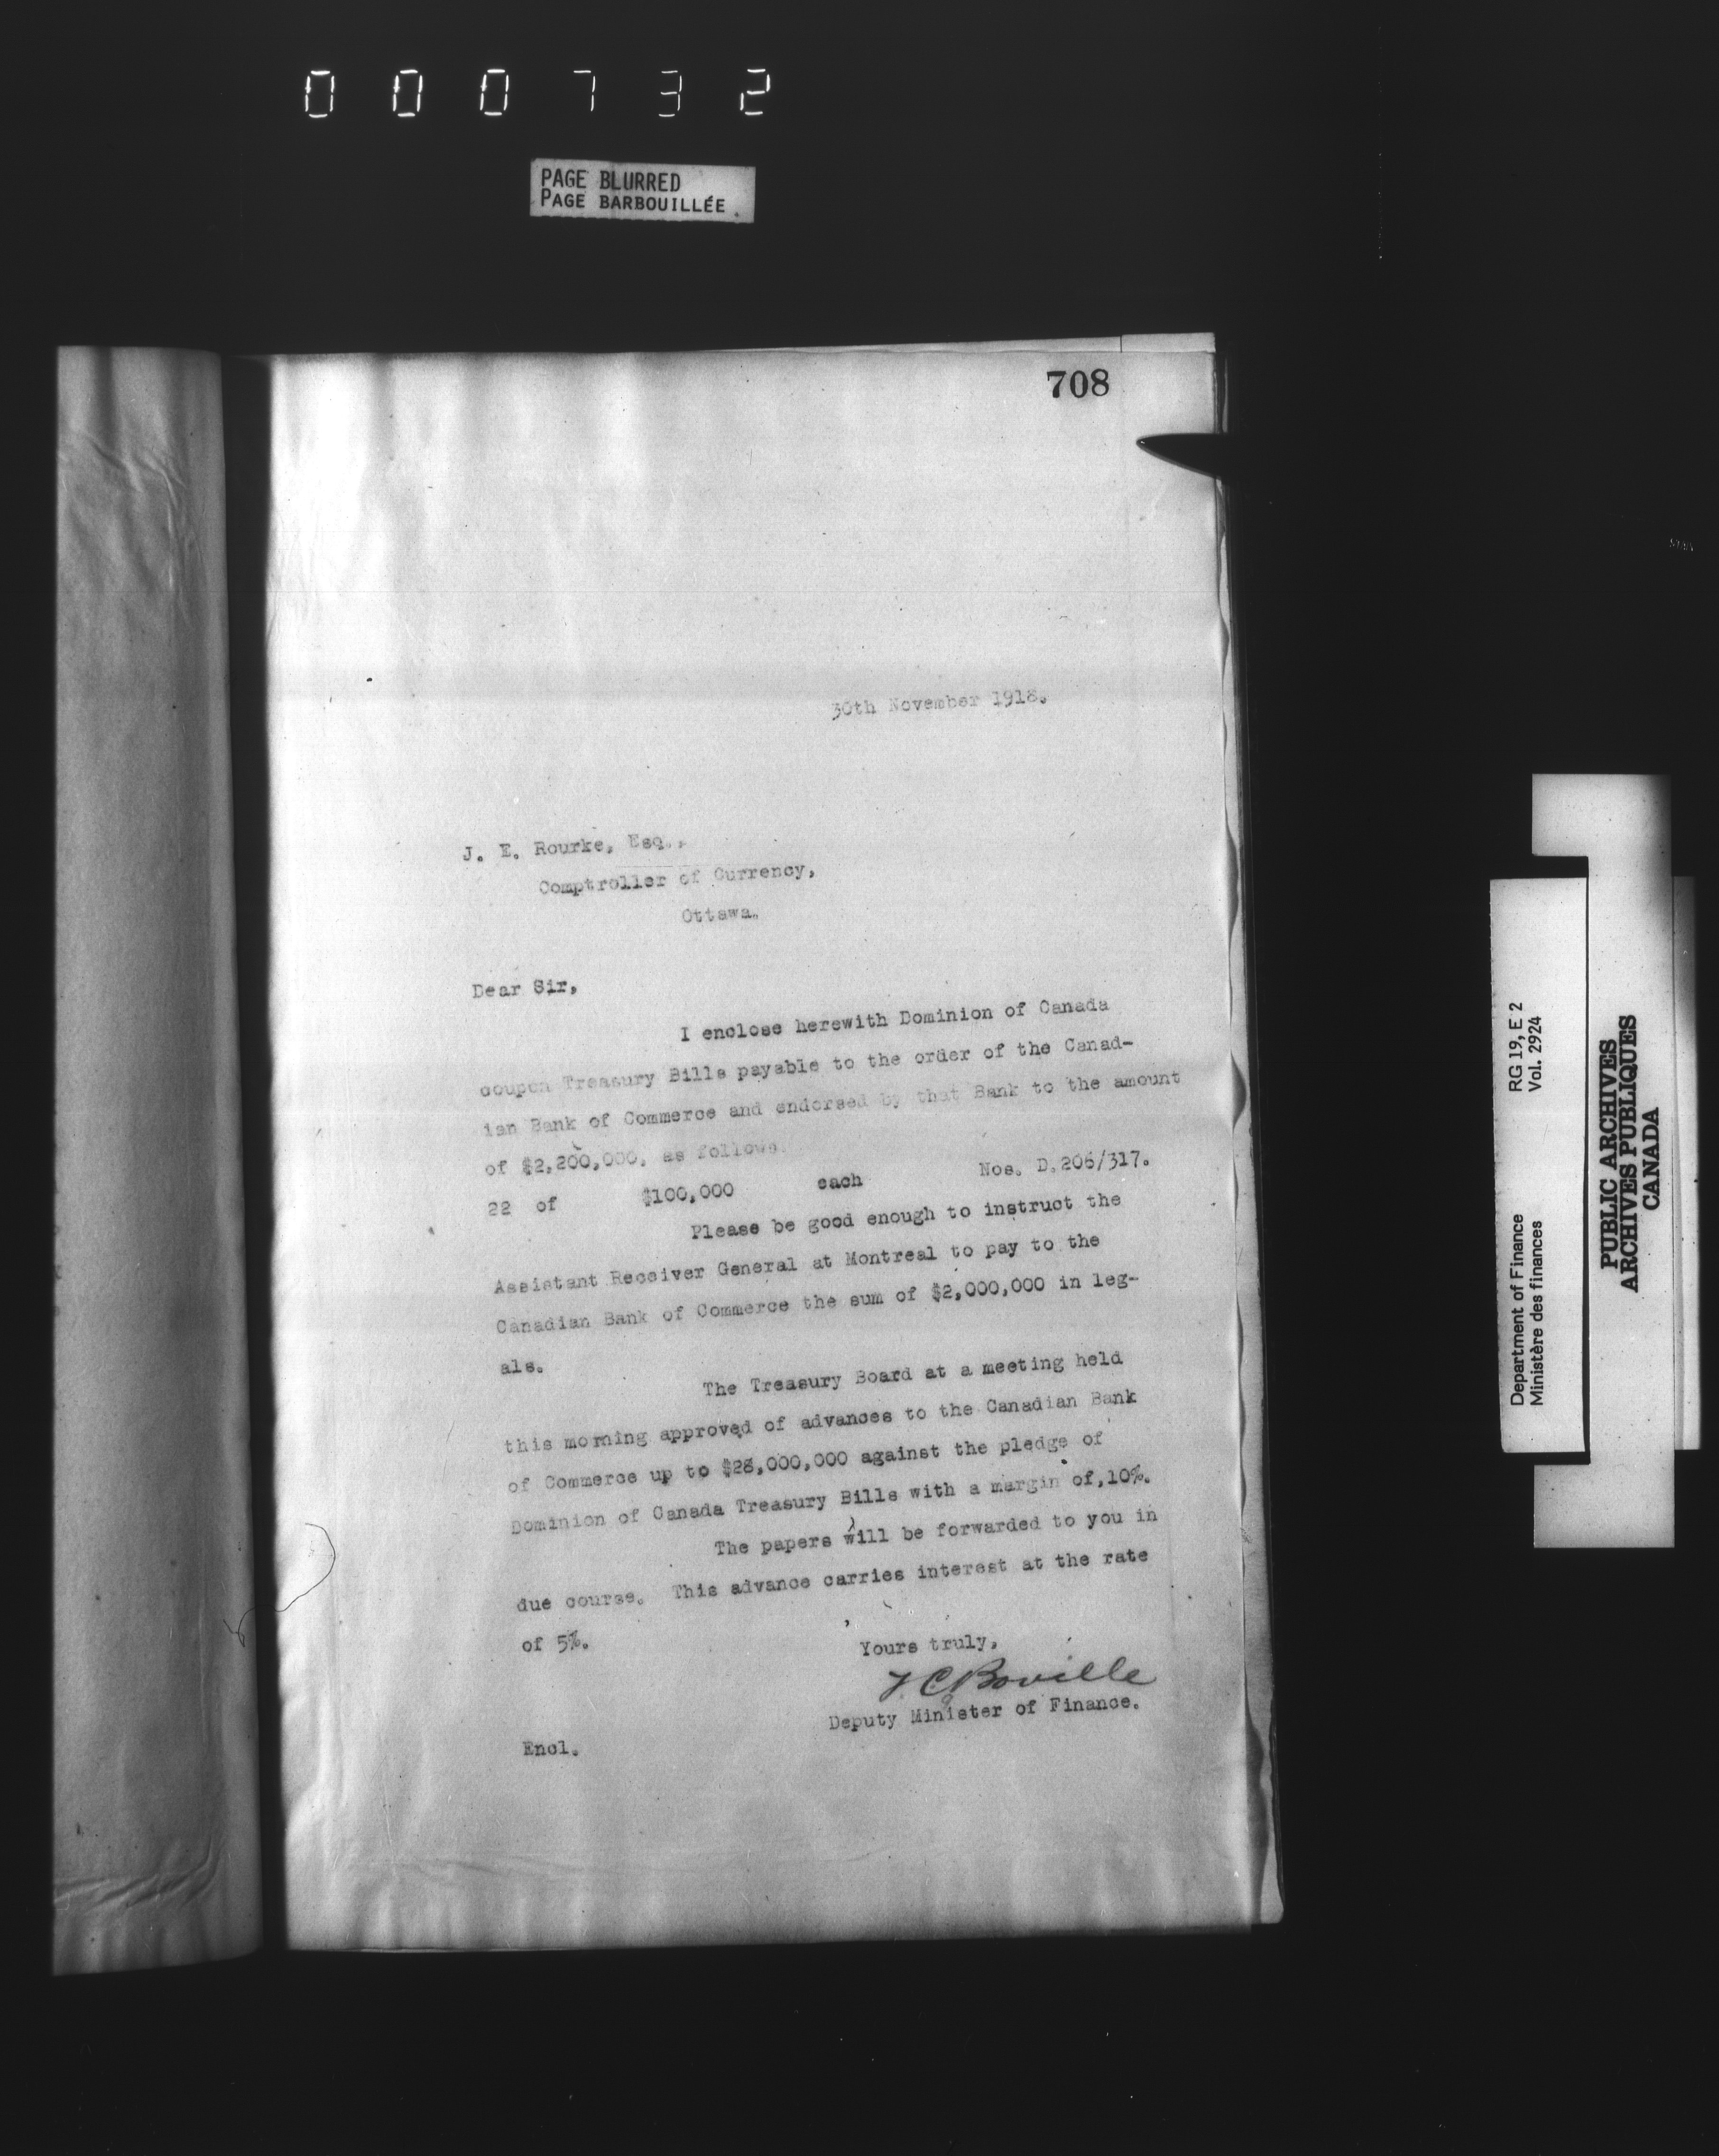 000732
PAGE BLURRED
PAGE BARBOUILLÉE
708
30th November 1918.
J. E. Rourke, Esq.,
Comptroller of Currency,
Ottawa.
Dear Sir,
I enclose herewith Dominion of Canada
coupon Treasury Bills payable to the order of the Canad-
ian Bank of Commerce and endorsed by that Bank to the amount
of $2,200,000, as follows
22 of $100,000 each Nos. D.206/317.
Please be good enough to instruct the
Assistant Receiver General at Montreal to pay to the
Canadian Bank of Commerce the sum of $2,000,000 in leg-
als.
The Treasury Board at a meeting held
this morning approved of advances to the Canadian Bank
of Commerce up to $28,000,000 against the pledge of
Dominion of Canada Treasury Bills with a margin of,10%.
The papers will be forwarded to you in
due course. This advance carries interest at the rate
of 5%.
Yours truly,
T C Boville
Deputy Minister of Finance.
Encl.
Department of Finance RG 19, E 2
Ministère des finances Vol. 2924
PUBLIC ARCHIVES
ARCHIVES PUBLIQUES
CANADA